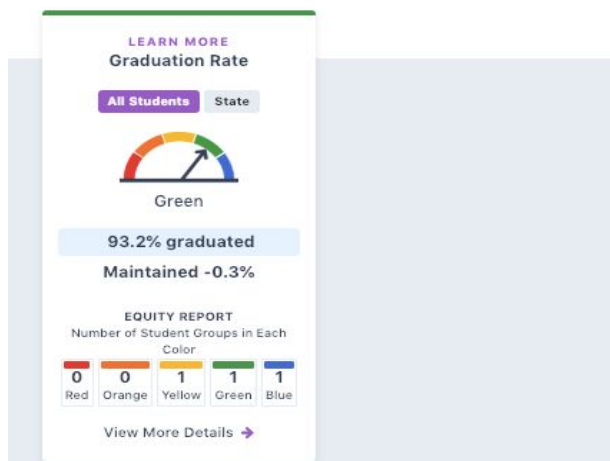 LEARN MORE
Graduation Rate
All Students State
Green
93.2% graduated
Maintained -0.3%
EQUITY REPORT
Number of Student Groups in Each
Color
0 0 1 1 1
Red Orange Yellow Green Blue
View More Details →